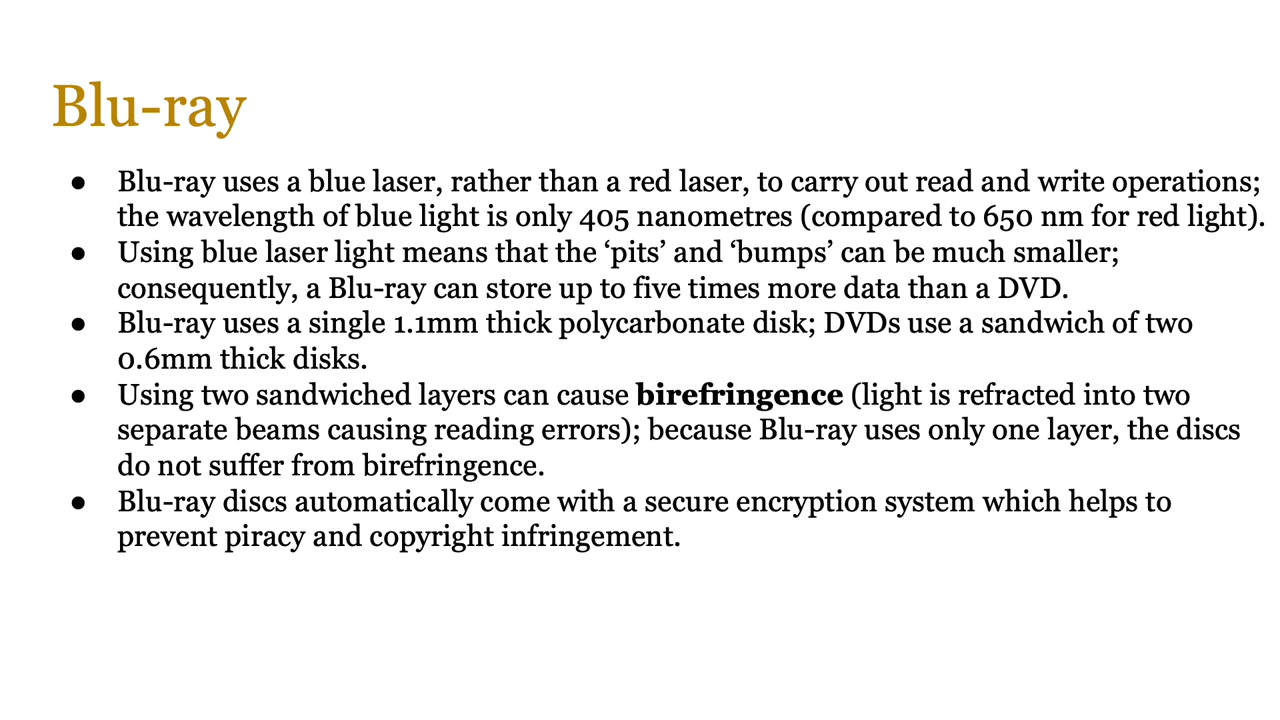 Blu-ray
● Blu-ray uses a blue laser, rather than a red laser, to carry out read and write operations;
the wavelength of blue light is only 405 nanometres (compared to 650 nm for red light).
● Using blue laser light means that the ‘pits’ and ‘bumps’ can be much smaller;
consequently, a Blu-ray can store up to five times more data than a DVD.
● Blu-ray uses a single 1.1mm thick polycarbonate disk; DVDs use a sandwich of two
0.6mm thick disks.
● Using two sandwiched layers can cause birefringence (light is refracted into two
separate beams causing reading errors); because Blu-ray uses only one layer, the discs
do not suffer from birefringence.
● Blu-ray discs automatically come with a secure encryption system which helps to
prevent piracy and copyright infringement.